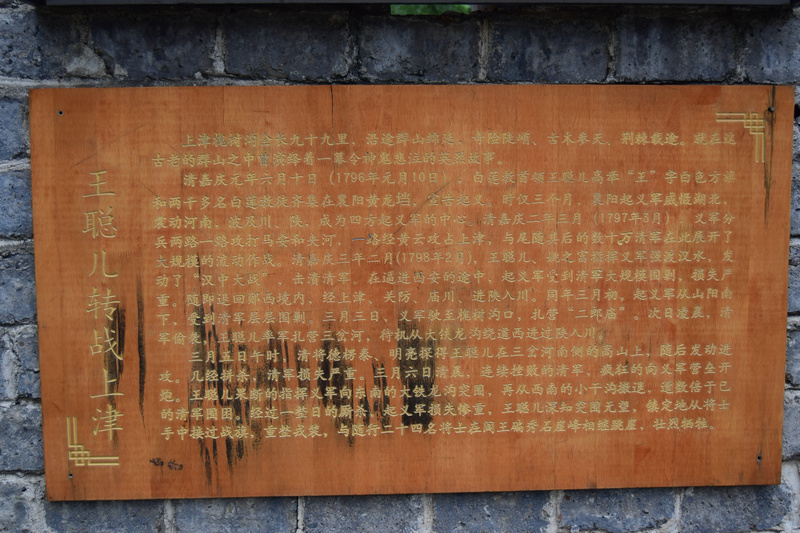 王聪儿转战上津
上津槐树沟全长九十九里,沿途群山绵延、奇险陡峭、古木参天、荆棘载途。就在这
古老的群山之中曾演绎着一幕令神鬼悲泣的英烈故事。
清嘉庆元年六月十日(1796年元月10日),白莲教首领王聪儿高举“王”字白色方旗
和两千多名白莲教徒齐集在襄阳黄龙垱,宣告起义。时仅三个月,襄阳起义军威慑湖北,
震动河南,波及川、陕,成为四方起义军的中心。清嘉庆二年三月(1797年5月),义军分
兵两路一路攻打马安和夹河,一路经黄云攻占上津,与尾随其后的数十万清军在此展开了
大规模的流动作战。清嘉庆三年二月(1798年2月),王聪儿、姚之富指挥义军强渡汉水,发
动了“汉中大战”,击溃清军,在逼进西安的途中,起义军受到清军大规模围剿,损失严
重。随即退回郧西境内,经上津、关防、庙川、进陕入川。同年三月初,起义军从山阳南
下,受到清军层层围剿,三月三日、义军驶至槐树沟口,扎营“二郎庙”,次日凌晨,清
军偷袭,王聪儿率军扎营三岔河,待机从大伙龙沟绕道西进过陕入川。
三月五日午时,清将德楞泰、明亮探得王聪儿在三岔河南侧的高山上,随后发动进
攻。几经拼杀,清军损失严重。三月六日清晨,连续挫败的清军,疯狂的向义军营垒开
炮。王聪儿果断的指挥义军向东南的大铁龙沟突围,再从西南的小干沟撤退,遭数倍于已
的清军围困。经过一整日的厮杀,起义军损失惨重,王聪儿深知突围无望,镇定地从将士
手中接过战旗,重整戎装,与随行二十四名将士在阎王碥秀石崖峰相继跳崖,壮烈牺牲。